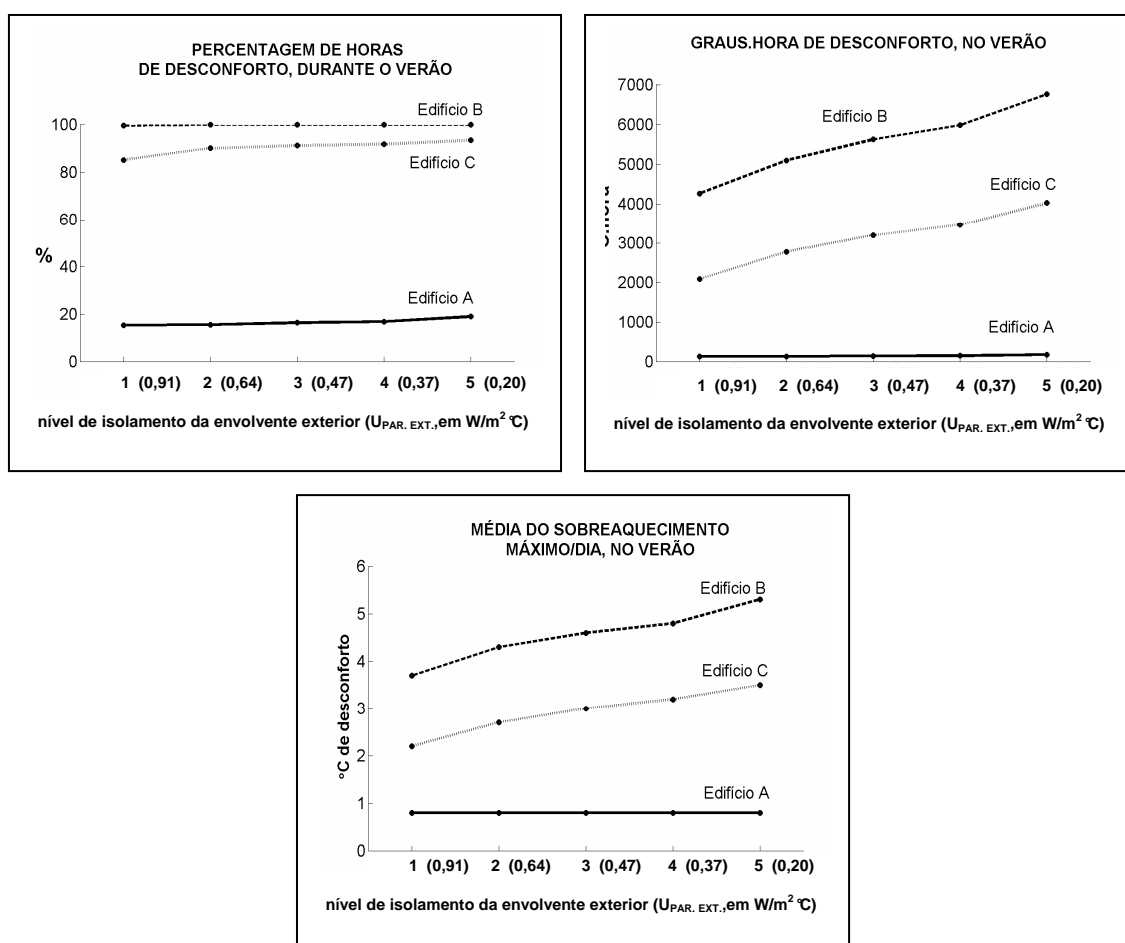 PERCENTAGEM DE HORAS
DE DESCONFORTO, DURANTE O VERÃO
Edifício B
100
Edifício C
80
60
%
40
Edifício A
20
0
1 (0,91) 2 (0,64) 3 (0,47) 4 (0,37) 5 (0,20)
nível de isolamento da envolvente exterior (U PAR. EXT.,em W/m² °C)
GRAUS.HORA DE DESCONFORTO, NO VERÃO
7000
Edifício B
6000
5000
Edifício C
4000
3000
2000
Edifício A
1000
0
1 (0,91) 2 (0,64) 3 (0,47) 4 (0,37) 5 (0,20)
nível de isolamento da envolvente exterior (U PAR. EXT.,em W/m² °C)
MÉDIA DO SOBREAQUECIMENTO
MÁXIMO/DIA, NO VERÃO
6
Edifício B
5
4
Edifício C
°C de desconforto
3
2
Edifício A
1
0
1 (0,91) 2 (0,64) 3 (0,47) 4 (0,37) 5 (0,20)
nível de isolamento da envolvente exterior (U PAR. EXT.,em W/m² °C)